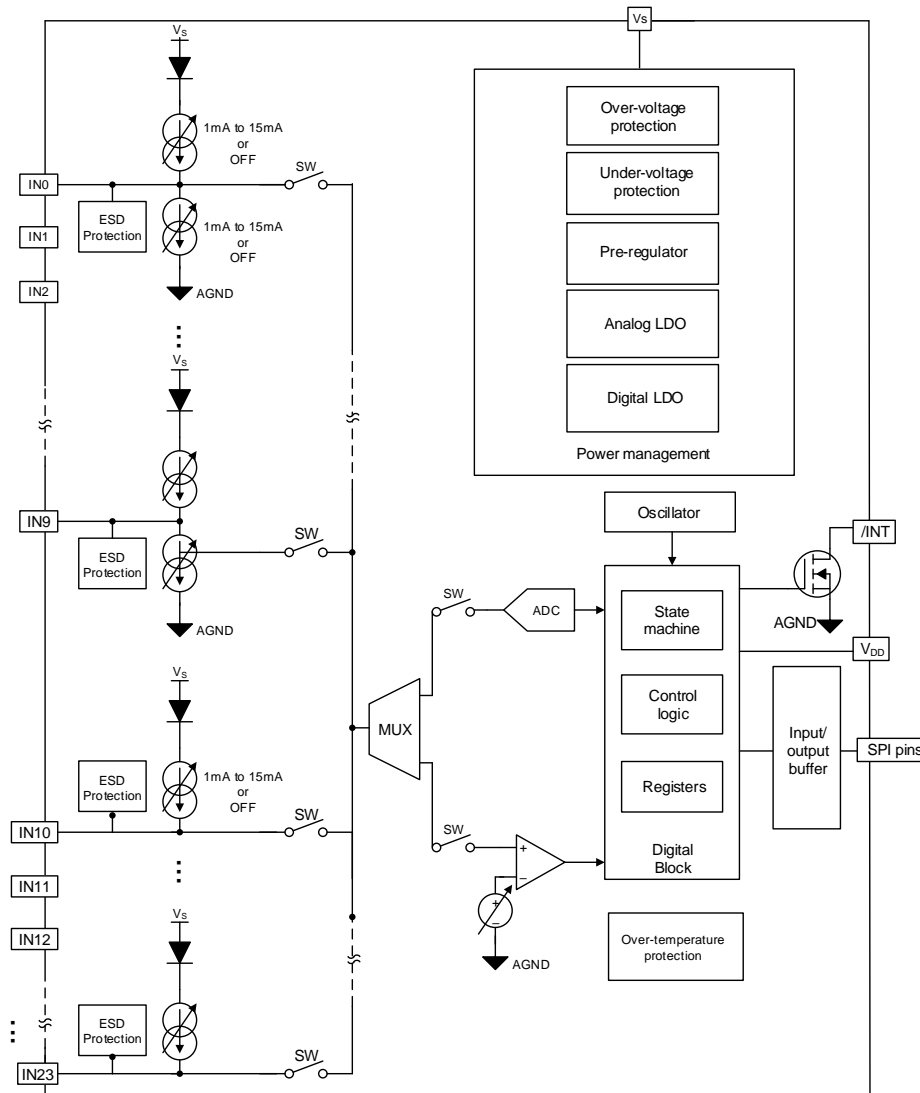 Vs
VS
1mA to 15mA
or
OFF
SW
IN0
ESD
Protection
1mA to 15mA
or
OFF
IN1
IN2
AGND
Over-voltage
protection
Under-voltage
protection
Pre-regulator
Analog LDO
Digital LDO
Power management
VS
IN9
ESD
Protection
SW
AGND
Oscillator
/INT
AGND
State
machine
SW
ADC
VDD
Control
logic
MUX
Input/
output
buffer
SPI pins
Registers
Digital
Block
VS
ESD
Protection
1mA to 15mA
or
OFF
SW
IN10
IN11
IN12
SW
+
−
+
−
AGND
Over-temperature
protection
VS
ESD
Protection
SW
IN23